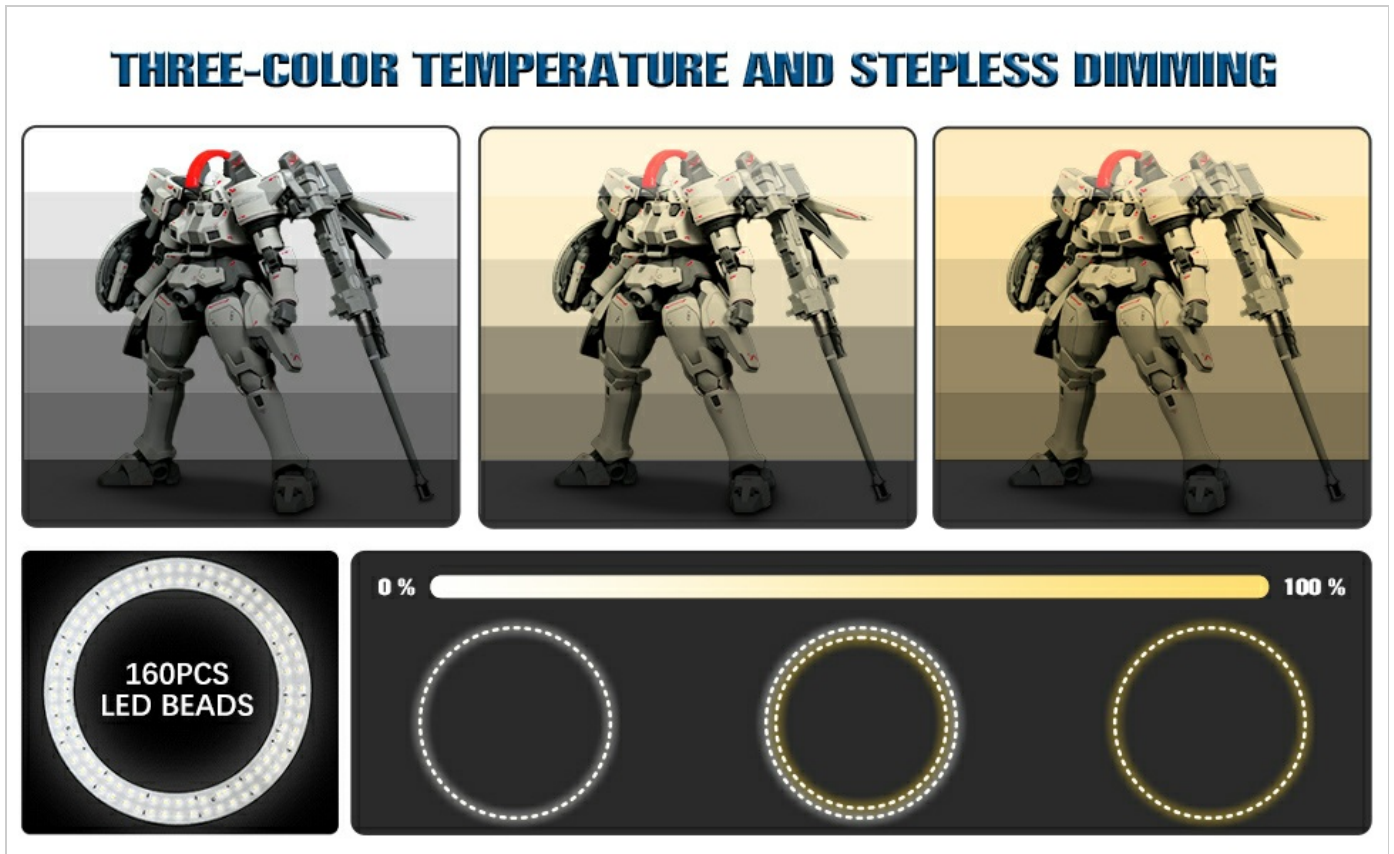 THREE-COLOR TEMPERATURE AND STEPLESS DIMMING
160PCS
LED BEADS
0 %
100 %